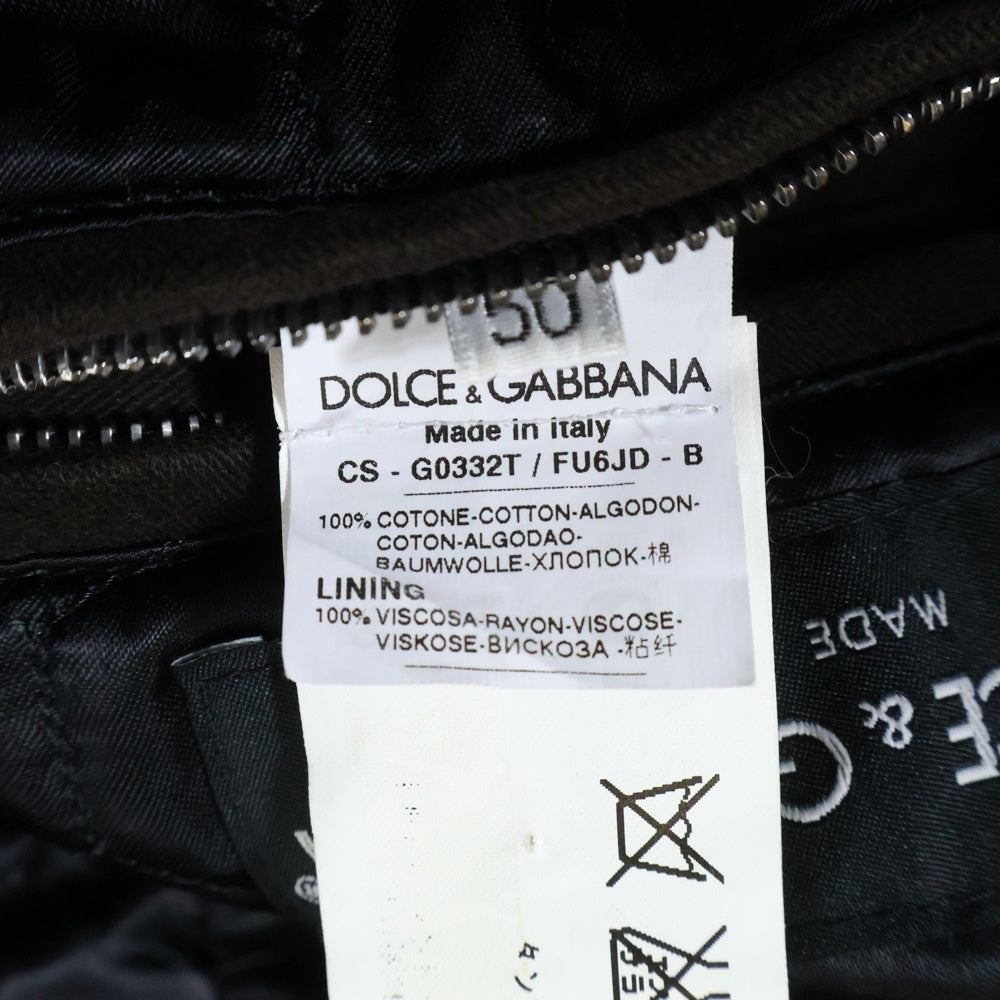 50
DOLCE & GABBANA
Made in Italy
CS - G0332T / FU6JD - B
100% COTONE-COTTON-ALGODON-
COTON-ALGODAO-
BAUMWOLLE-ХЛОПОК-棉
LINING
100% VISCOSA-RAYON-VISCOSE-
VISKOSE-ВИСКОЗА -粘纤
MADE
CE & G